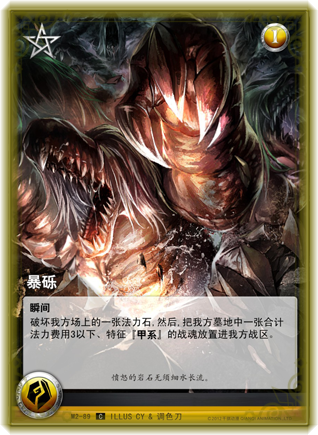 I
暴砾
瞬间
破坏我方场上的一张法力石,然后,把我方墓地中一张合计
法力费用3以下、特征『甲系』的战魂放置进我方战区。
愤怒的岩石无须细水长流。
W2-89 C ILLUS CY & 调色刀